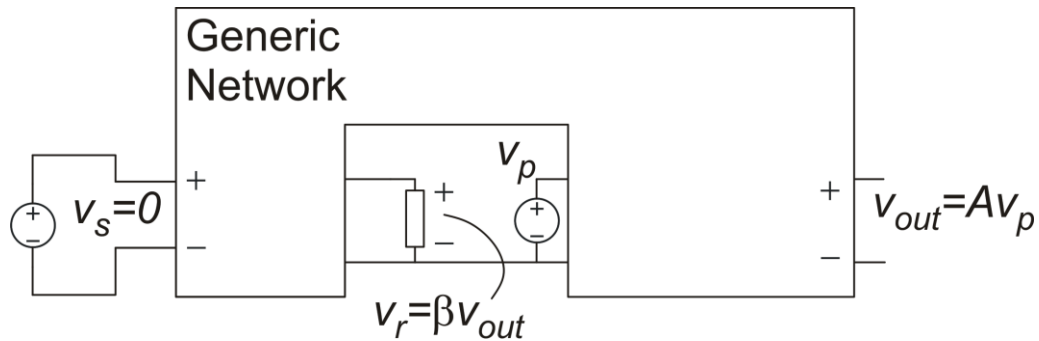 Generic
Network
+
−
v_s=0
+
−
+
−
v_p
+
−
v_r=βv_out
+
−
v_out=Av_p